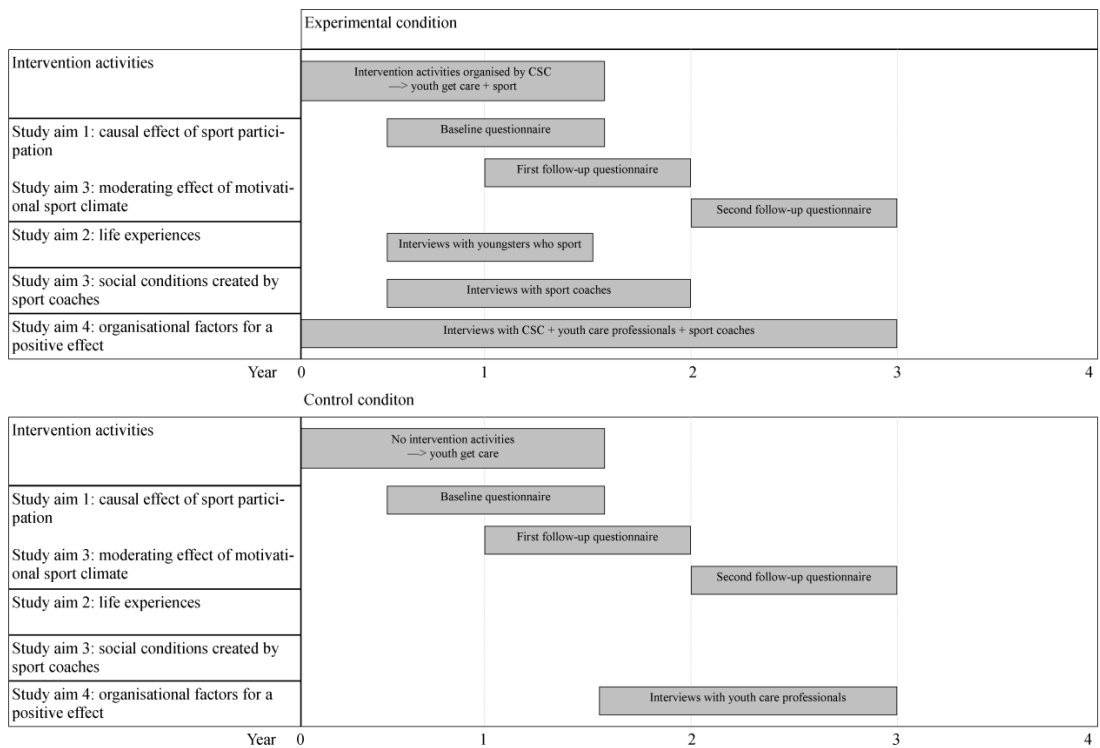 Experimental condition
Intervention activities
Intervention activities organised by CSC
—> youth get care + sport
Study aim 1: causal effect of sport partici-
pation
Baseline questionnaire
First follow-up questionnaire
Study aim 3: moderating effect of motivati-
onal sport climate
Second follow-up questionnaire
Study aim 2: life experiences
Interviews with youngsters who sport
Study aim 3: social conditions created by
sport coaches
Interviews with sport coaches
Study aim 4: organisational factors for a
positive effect
Interviews with CSC + youth care professionals + sport coaches
Year 0 1 2 3 4
Control conditon
Intervention activities
No intervention activities
—> youth get care
Study aim 1: causal effect of sport partici-
pation
Baseline questionnaire
First follow-up questionnaire
Study aim 3: moderating effect of motivati-
onal sport climate
Second follow-up questionnaire
Study aim 2: life experiences
Study aim 3: social conditions created by
sport coaches
Study aim 4: organisational factors for a
positive effect
Interviews with youth care professionals
Year 0 1 2 3 4